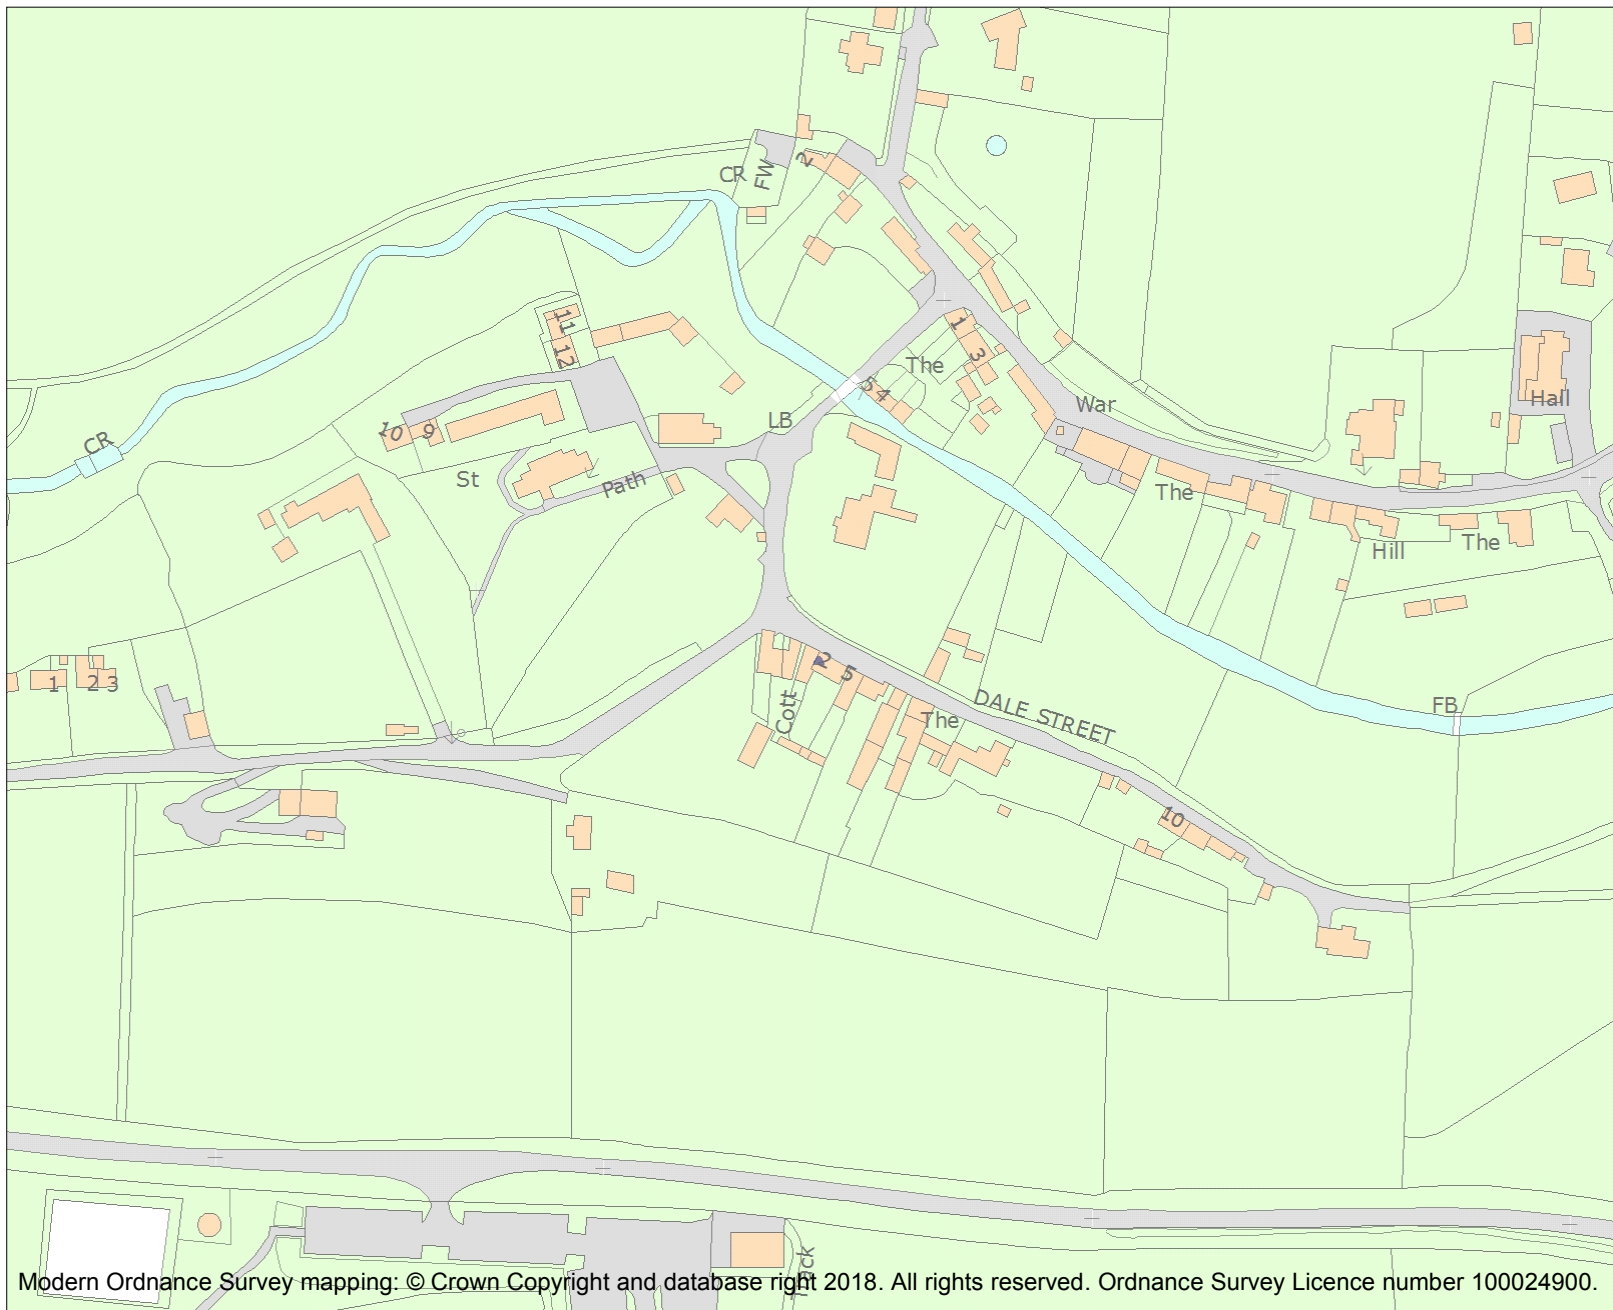 2
CR
FW
11
12
1
3
The
5
4
War
Hall
LB
10
9
CR
St
Path
The
Hill
The
1
2
3
2
5
Cott
The
DALE STREET
FB
10
Track
Modern Ordnance Survey mapping: © Crown Copyright and database right 2018. All rights reserved. Ordnance Survey Licence number 100024900.